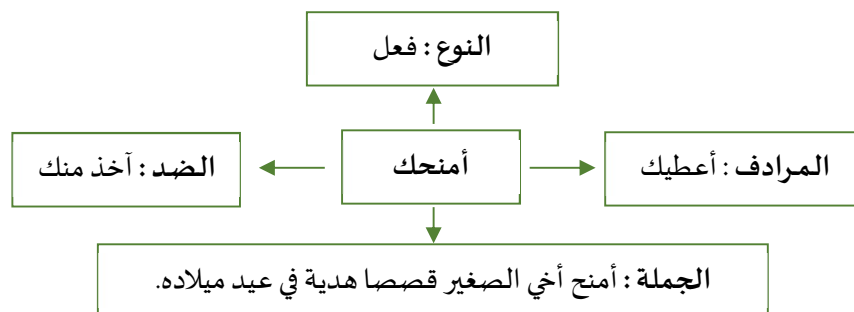 النوع : فعل
المرادف : أعطيك
أمنحك
الضد : آخذ منك
الجملة : أمنح أخي الصغير قصصا هدية في عيد ميلاده.